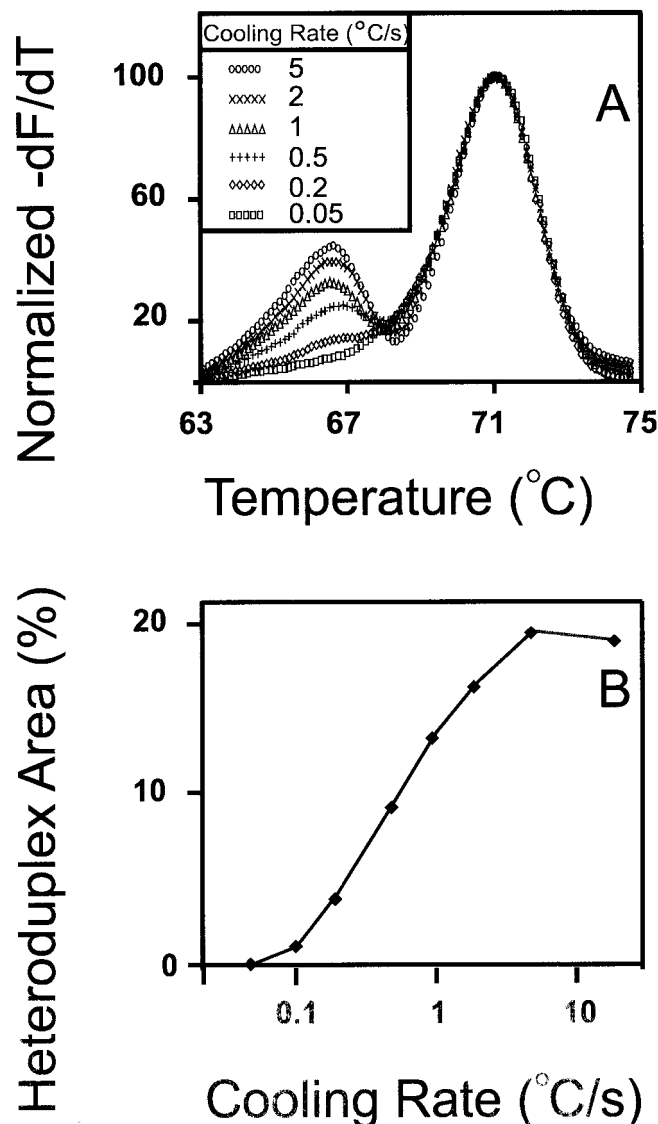 Normalized -dF/dT
Cooling Rate (°C/s)
5
2
1
0.5
0.2
0.05
A
100
60
20
63
67
71
75
Temperature (°C)
Heteroduplex Area (%)
B
20
10
0
0.1
1
10
Cooling Rate (°C/s)